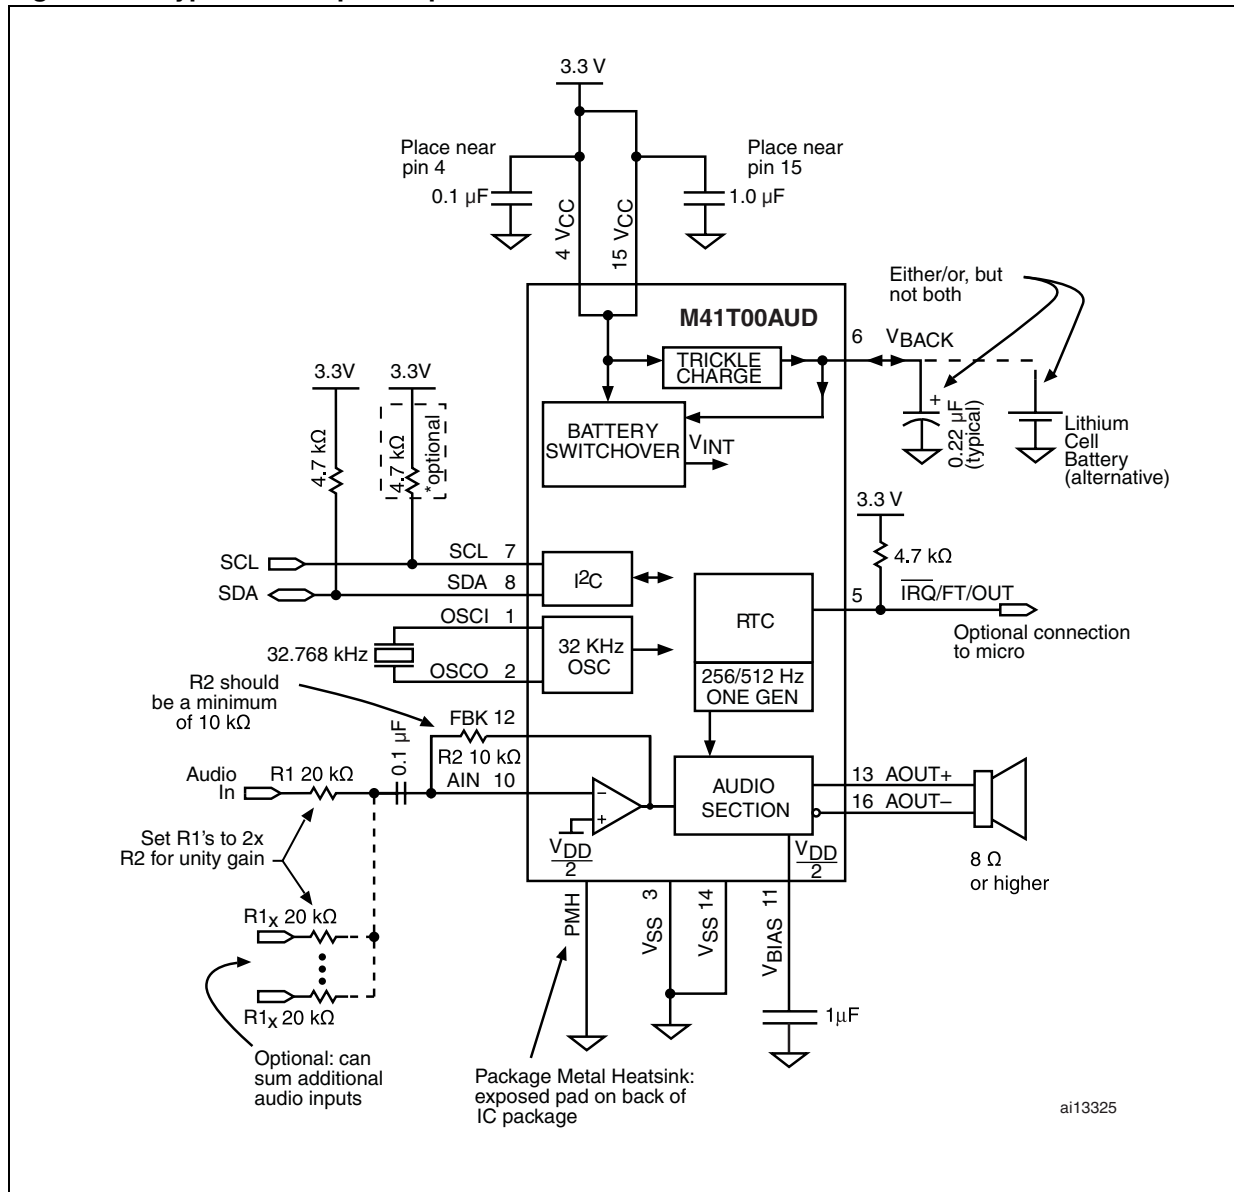 3.3 V
Place near
pin 4
0.1 µF
Place near
pin 15
1.0 µF
4 VCC
15 VCC
M41T00AUD
6
VBACK
Either/or, but
not both
TRICKLE
CHARGE
BATTERY
SWITCHOVER
VINT
+
0.22 µF
(typical)
Lithium
Cell
Battery
(alternative)
3.3V
3.3V
4.7 kΩ
4.7 kΩ
*optional
3.3 V
4.7 kΩ
SCL
SCL 7
SDA
SDA 8
I2C
5
IRQ/FT/OUT
Optional connection
to micro
RTC
256/512 Hz
ONE GEN
OSCI 1
32.768 kHz
OSCO 2
32 KHz
OSC
R2 should
be a minimum
of 10 kΩ
FBK 12
R2 10 kΩ
0.1 µF
Audio
In
R1 20 kΩ
AIN 10
−
+
VDD
2
AUDIO
SECTION
13 AOUT+
16 AOUT–
8 Ω
or higher
VDD
2
Set R1's to 2x
R2 for unity gain
R1x 20 kΩ
R1x 20 kΩ
Optional: can
sum additional
audio inputs
PMH
VSS 3
VSS 14
VBIAS 11
1µF
Package Metal Heatsink:
exposed pad on back of
IC package
ai13325